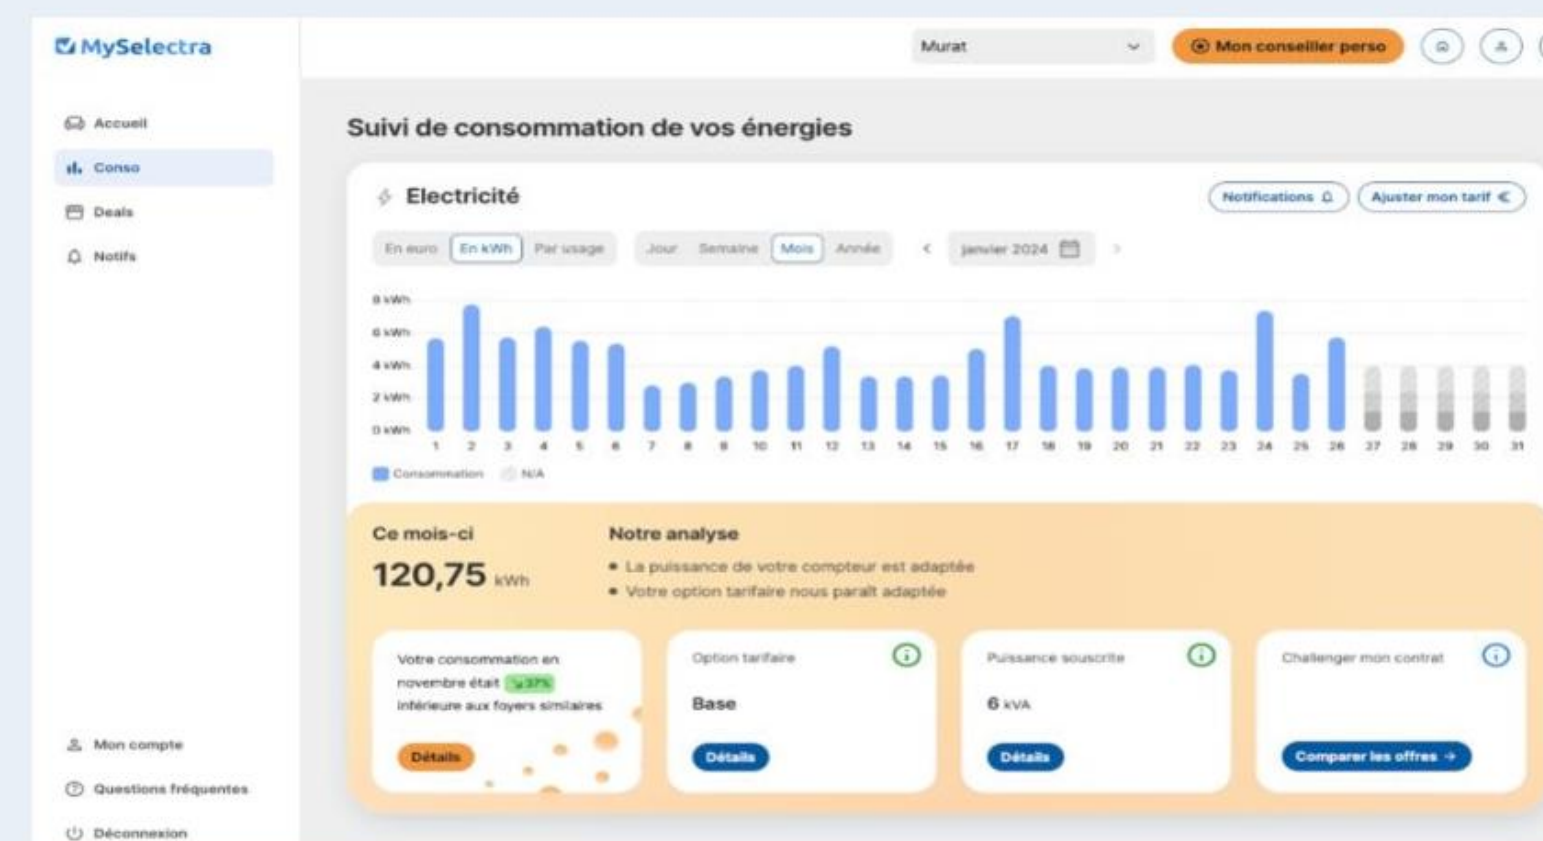 MySelectra
Murat
Mon conseiller perso
Accueil
Conso
Deals
Notifs
Mon compte
Questions fréquentes
Déconnexion
Suivi de consommation de vos énergies
Electricité
Notifications
Ajuster mon tarif €
En euro En kWh Par usage Jour Semaine Mois Année < janvier 2024 >
8 kWh
6 kWh
4 kWh
2 kWh
0 kWh
1 2 3 4 5 6 7 8 9 10 11 12 13 14 15 16 17 18 19 20 21 22 23 24 25 26 27 28 29 30 31
Consommation N/A
Ce mois-ci
120,75 kWh
Notre analyse
• La puissance de votre compteur est adaptée
• Votre option tarifaire nous paraît adaptée
Votre consommation en
novembre était 37%
inférieure aux foyers similaires
Détails
Option tarifaire
Base
Détails
Puissance souscrite
6 kVA
Détails
Challenger mon contrat
Comparer les offres →